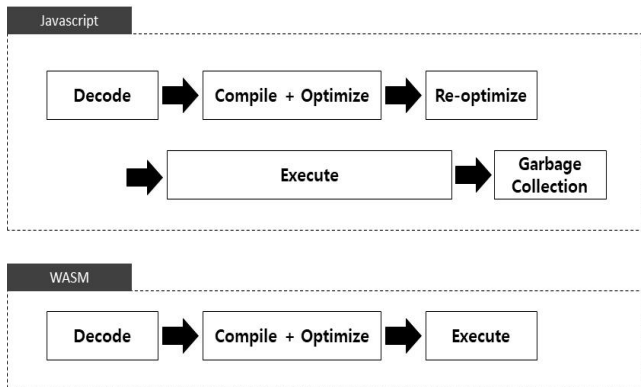 Javascript
Decode
Compile + Optimize
Re-optimize
Execute
Garbage
Collection
WASM
Decode
Compile + Optimize
Execute